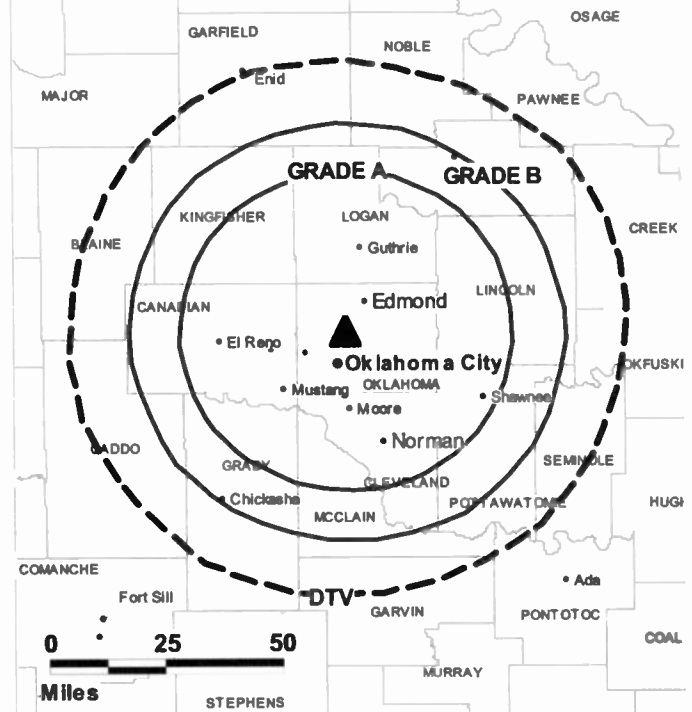 OSAGE
GARFIELD
NOBLE
Enid
MAJOR
PAWNEE
GRADE A
GRADE B
KINGFISHER
LOGAN
CREEK
BLAINE
Guthrie
LINCOLN
Edmond
CANADIAN
El Reno
Oklahoma City
OKFUSKI
Mustang
OKLAHOMA
Shawnee
Moore
Norman
CADDO
SEMINOLE
GRADY
CLEVELAND
Chickasha
POTTAWATOMIE
HUGH
MCCLAIN
COMANCHE
Ada
Fort Sill
DTV
GARVIN
PONTOTOC
0 25 50
COAL
MURRAY
Miles
STEPHENS